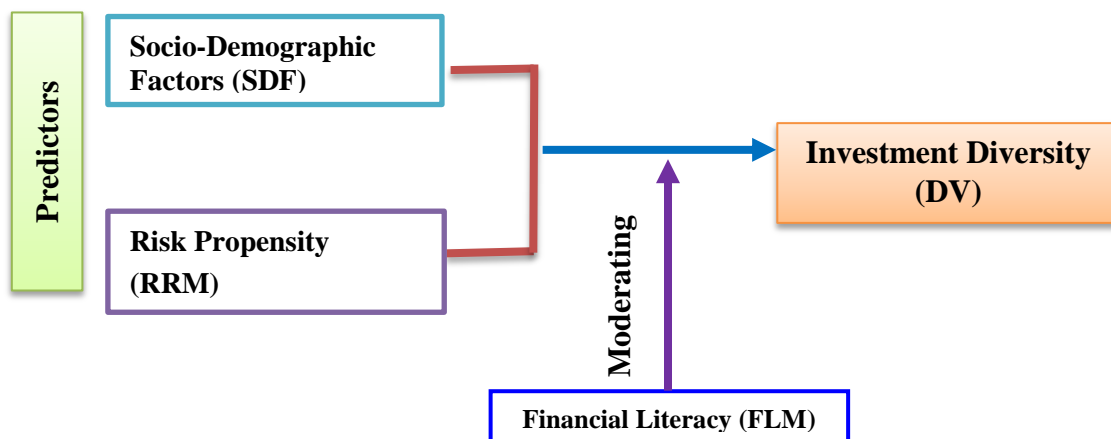 Predictors
Socio-Demographic
Factors (SDF)
Risk Propensity
(RRM)
Investment Diversity
(DV)
Moderating
Financial Literacy (FLM)